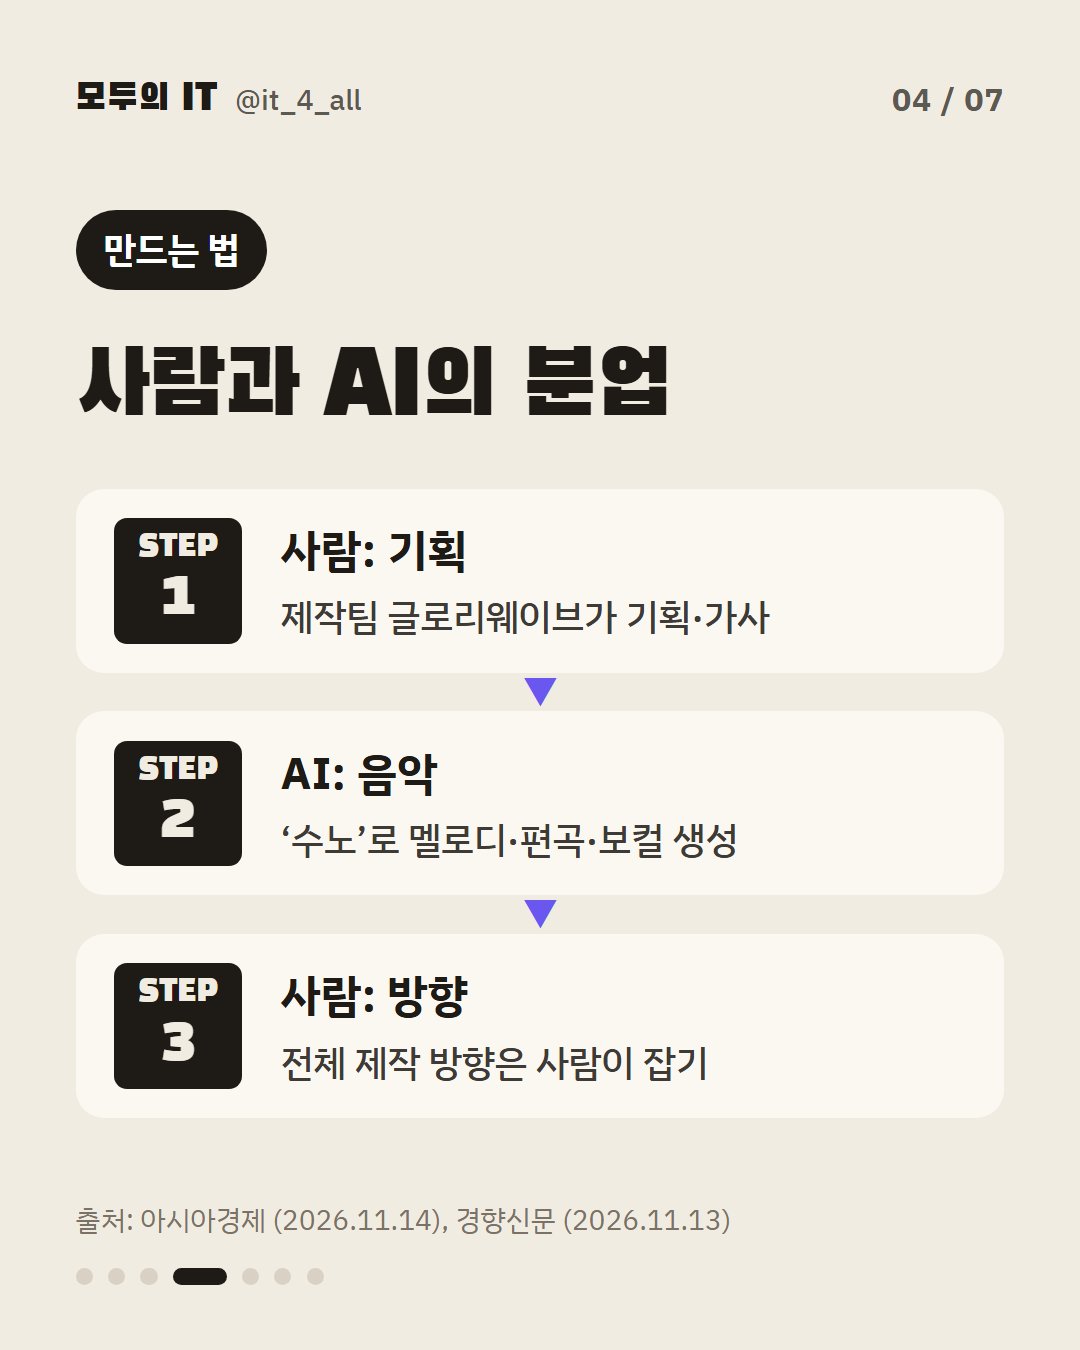 모두의 IT @it_4_all
04 / 07
만드는 법
사람과 AI의 분업
STEP
1
사람: 기획
제작팀 글로리웨이브가 기획·가사
STEP
2
AI: 음악
‘수노’로 멜로디·편곡·보컬 생성
STEP
3
사람: 방향
전체 제작 방향은 사람이 잡기
출처: 아시아경제 (2026.11.14), 경향신문 (2026.11.13)